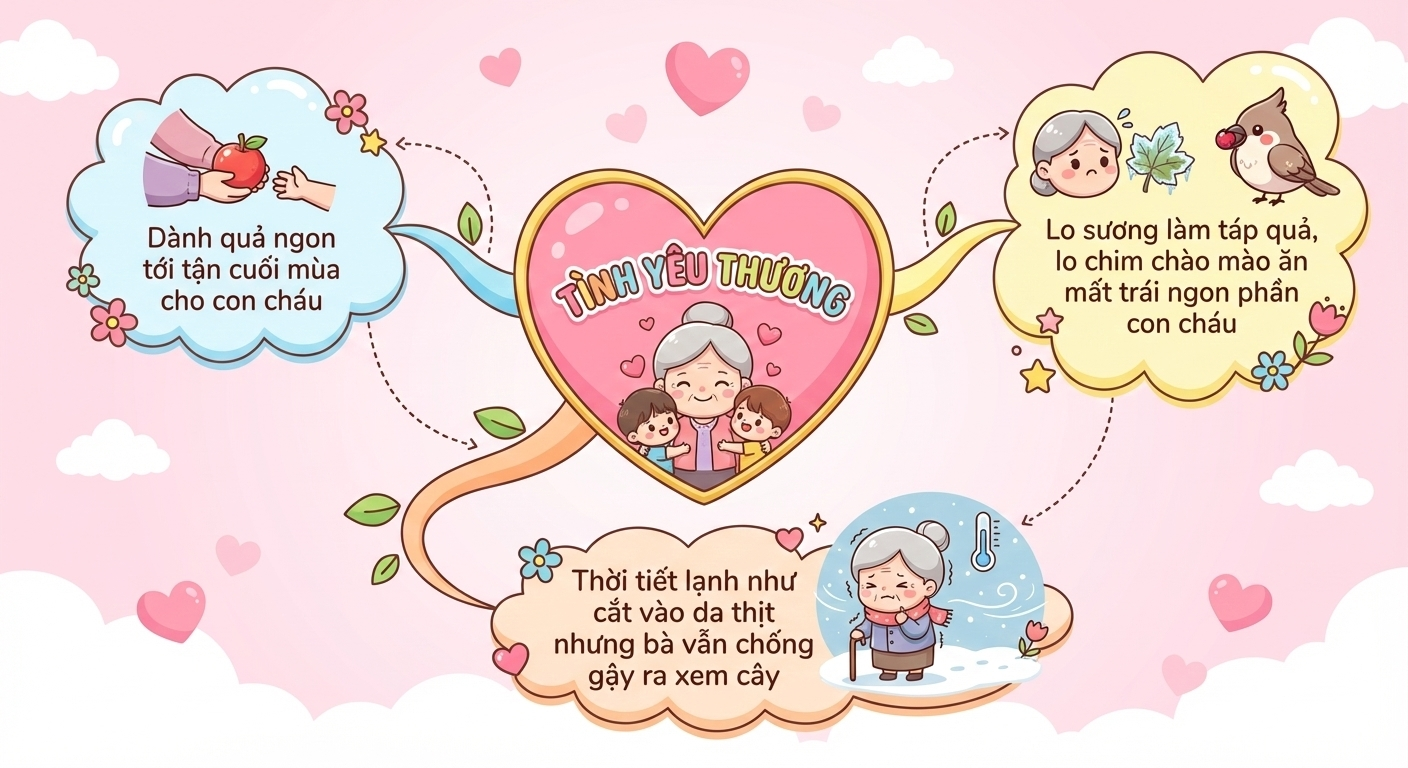 TÌNH YÊU THƯƠNG
Dành quả ngon
tới tận cuối mùa
cho con cháu
Lo sương làm táp quả,
lo chim chào mào ăn
mất trái ngon phần
con cháu
Thời tiết lạnh như
cắt vào da thịt
nhưng bà vẫn chống
gậy ra xem cây